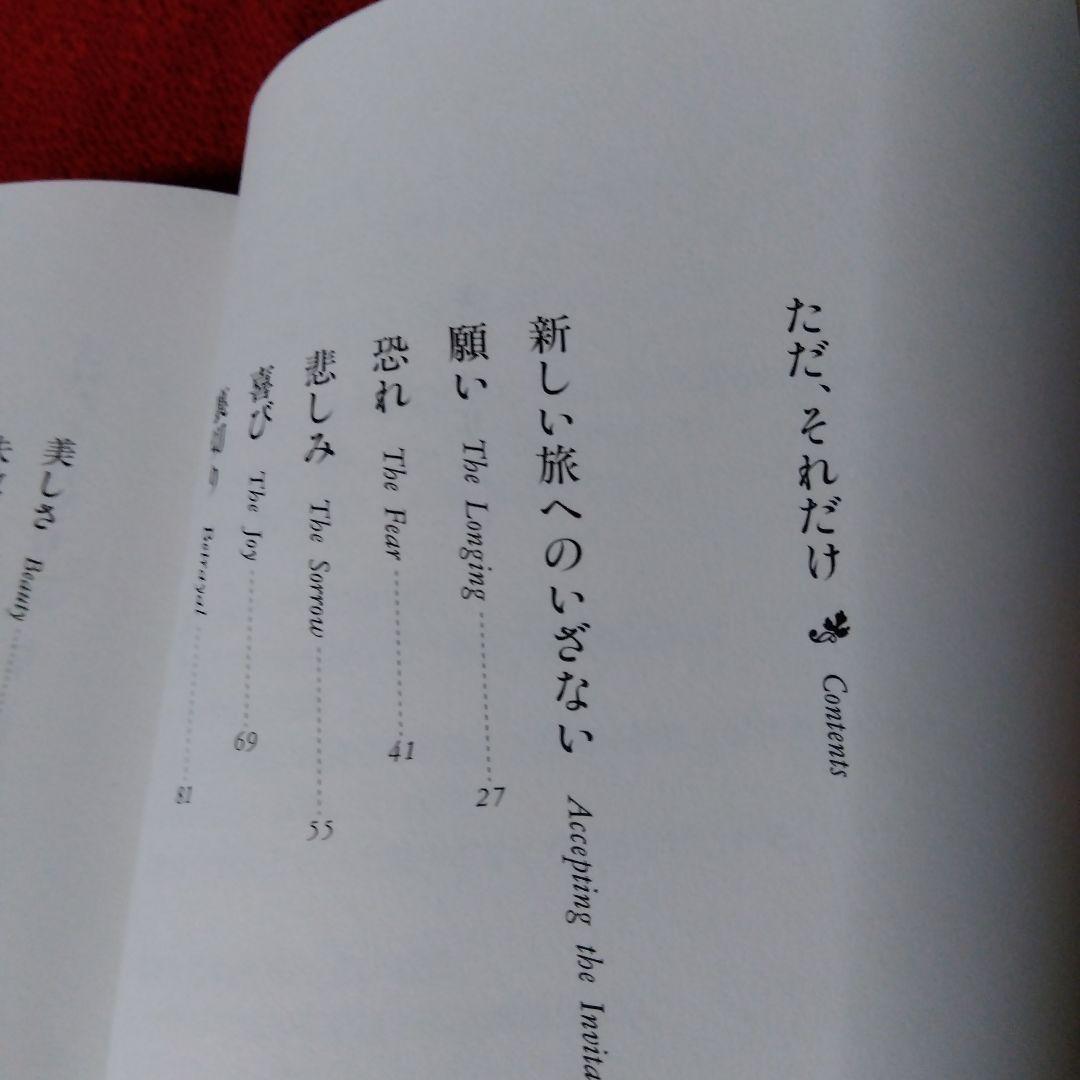 ただ、それだけ Contents
新しい旅へのいざない Accepting the Invita
願い The Longing 27
恐れ The Fear 41
悲しみ The Sorrow 55
喜び The Joy 69
裏切り Betrayal 81
美しさ Beauty